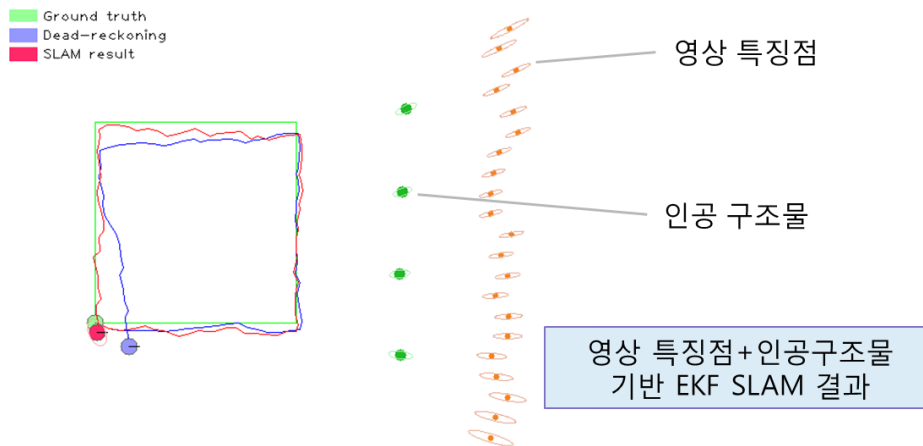 Ground truth
Dead-reckoning
SLAM result
영상 특징점
인공 구조물
영상 특징점+인공구조물
기반 EKF SLAM 결과